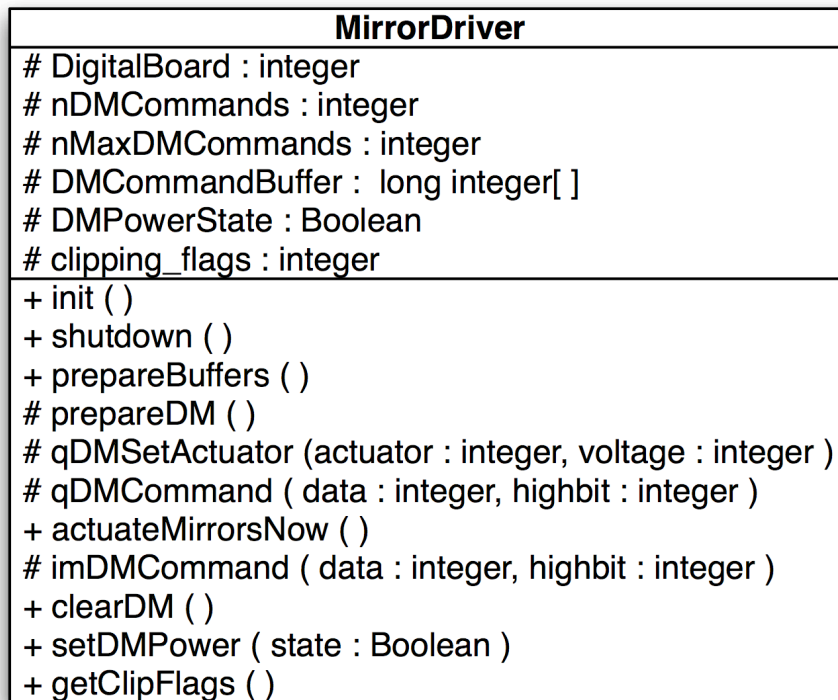 MirrorDriver
# DigitalBoard : integer
# nDMCommands : integer
# nMaxDMCommands : integer
# DMCommandBuffer :  long integer[ ]
# DMPowerState : Boolean
# clipping_flags : integer
+ init ( )
+ shutdown ( )
+ prepareBuffers ( )
# prepareDM ( )
# qDMSetActuator (actuator : integer, voltage : integer )
# qDMCommand ( data : integer, highbit : integer )
+ actuateMirrorsNow ( )
# imDMCommand ( data : integer, highbit : integer )
+ clearDM ( )
+ setDMPower ( state : Boolean )
+ getClipFlags ( )